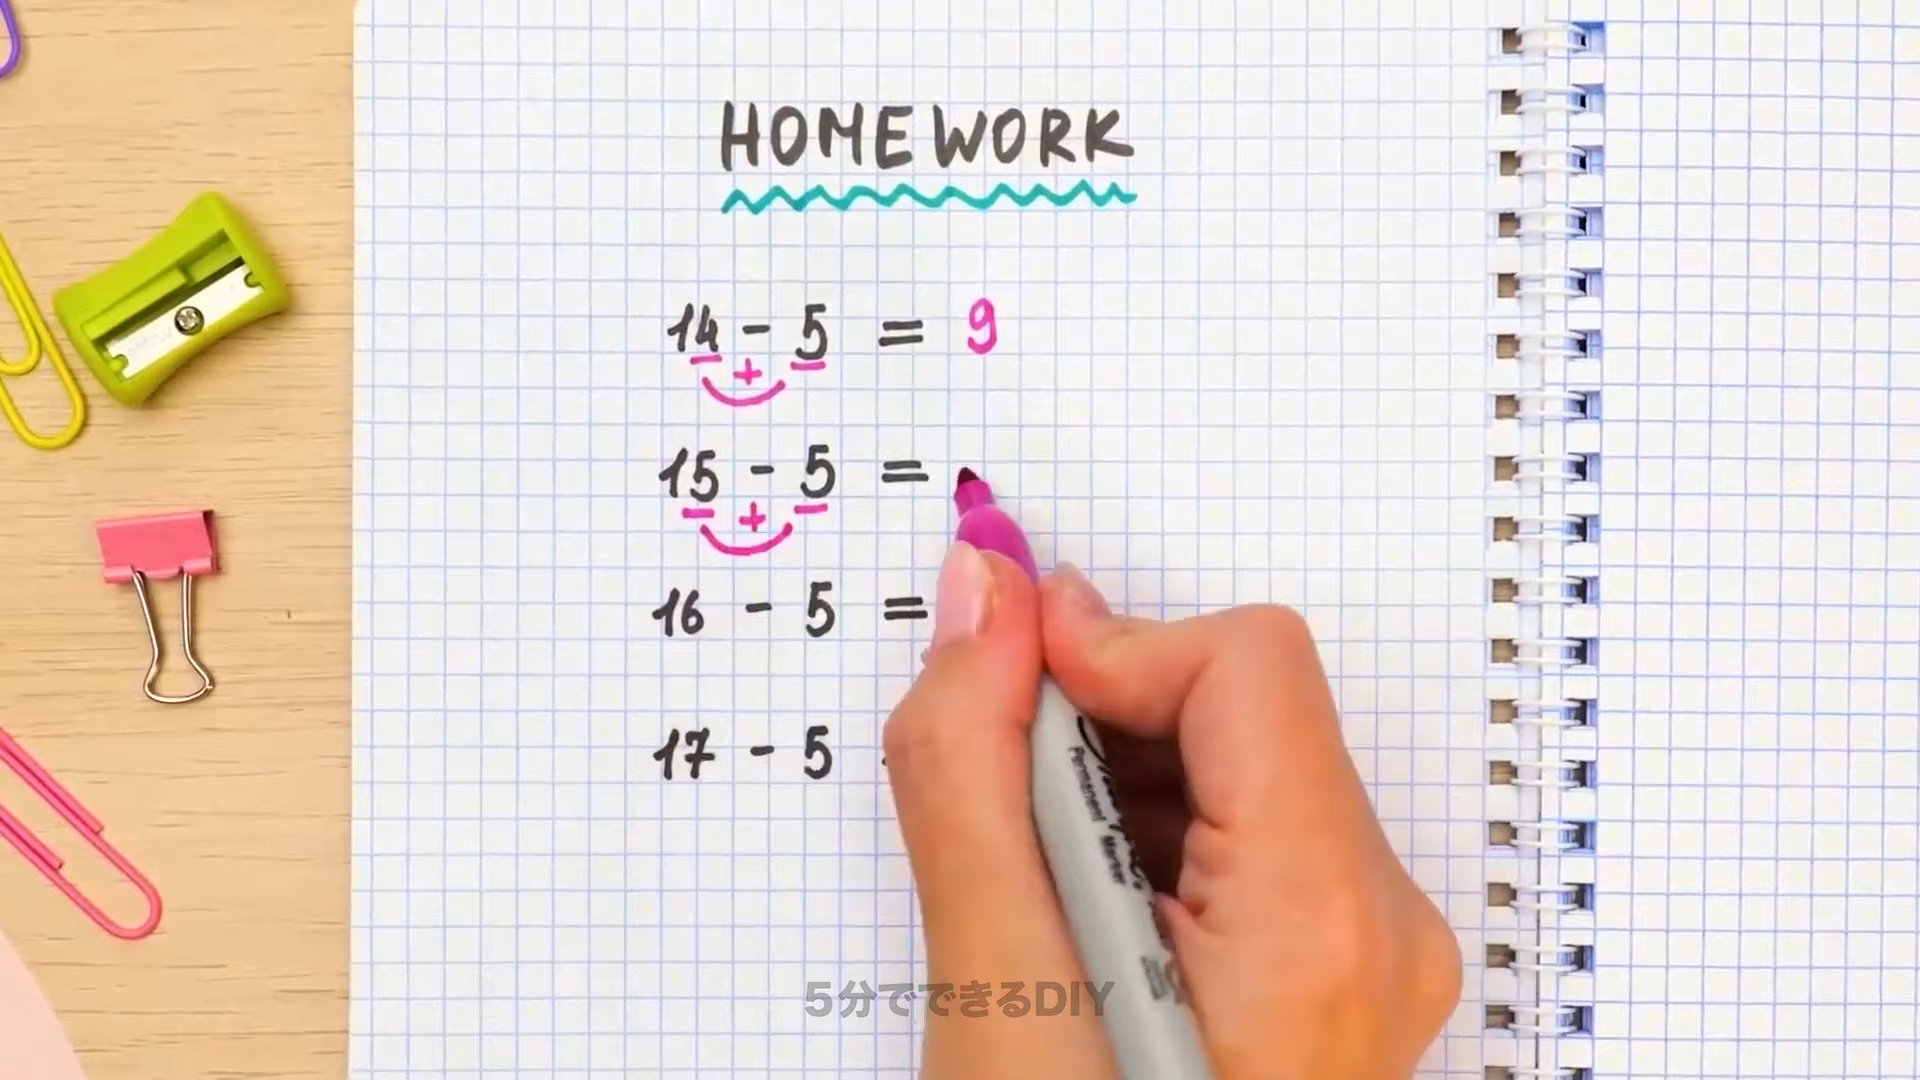 HOMEWORK
14 - 5 = 9
+
15 - 5 =
+
16 - 5 =
17 - 5
Permanent Marker
5分でできるDIY